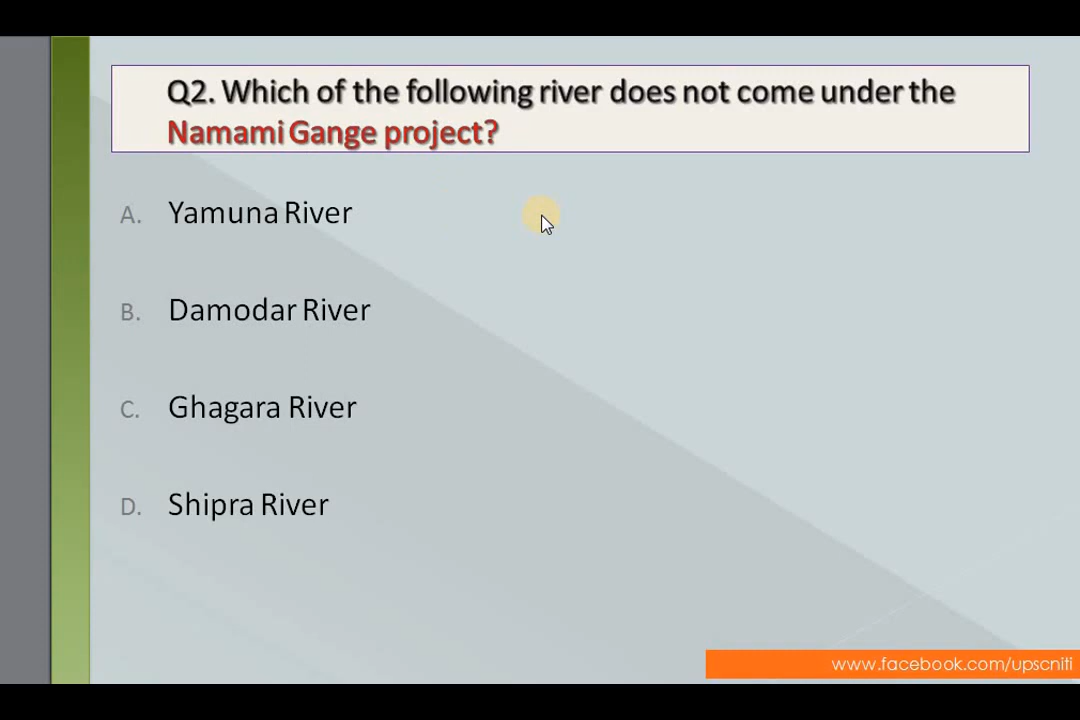 Q2. Which of the following river does not come under the
Namami Gange project?
A. Yamuna River
B. Damodar River
C. Ghagara River
D. Shipra River
www.facebook.com/upscniti